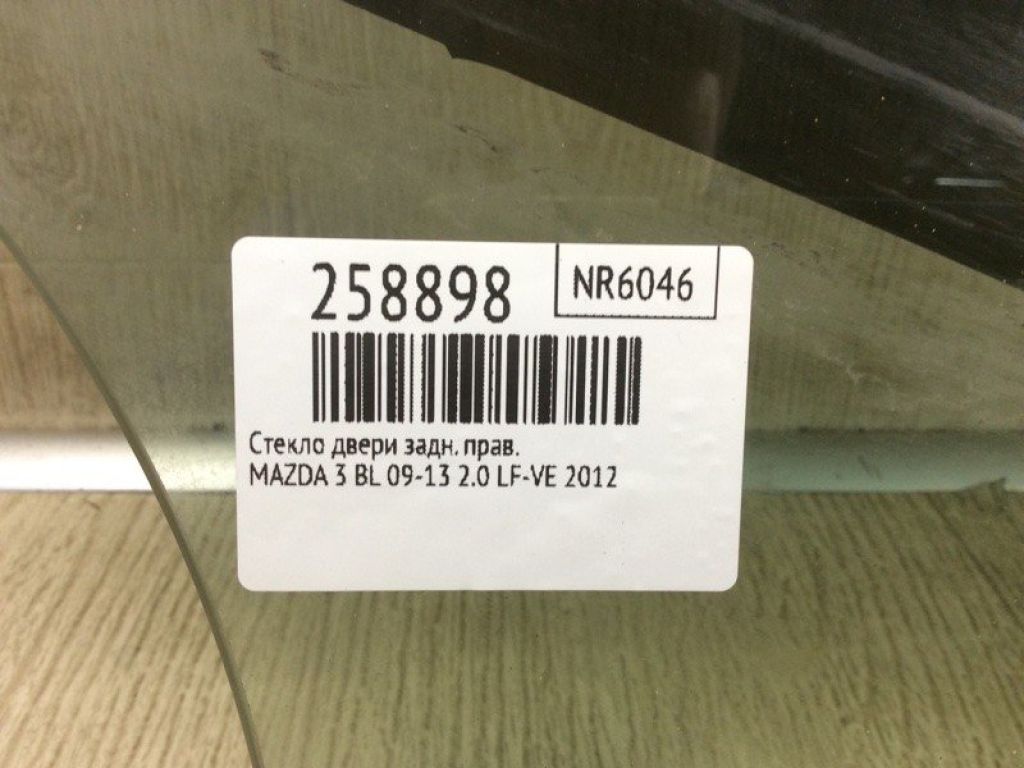 258898
NR6046
Стекло двери задн. прав.
MAZDA 3 BL 09-13 2.0 LF-VE 2012